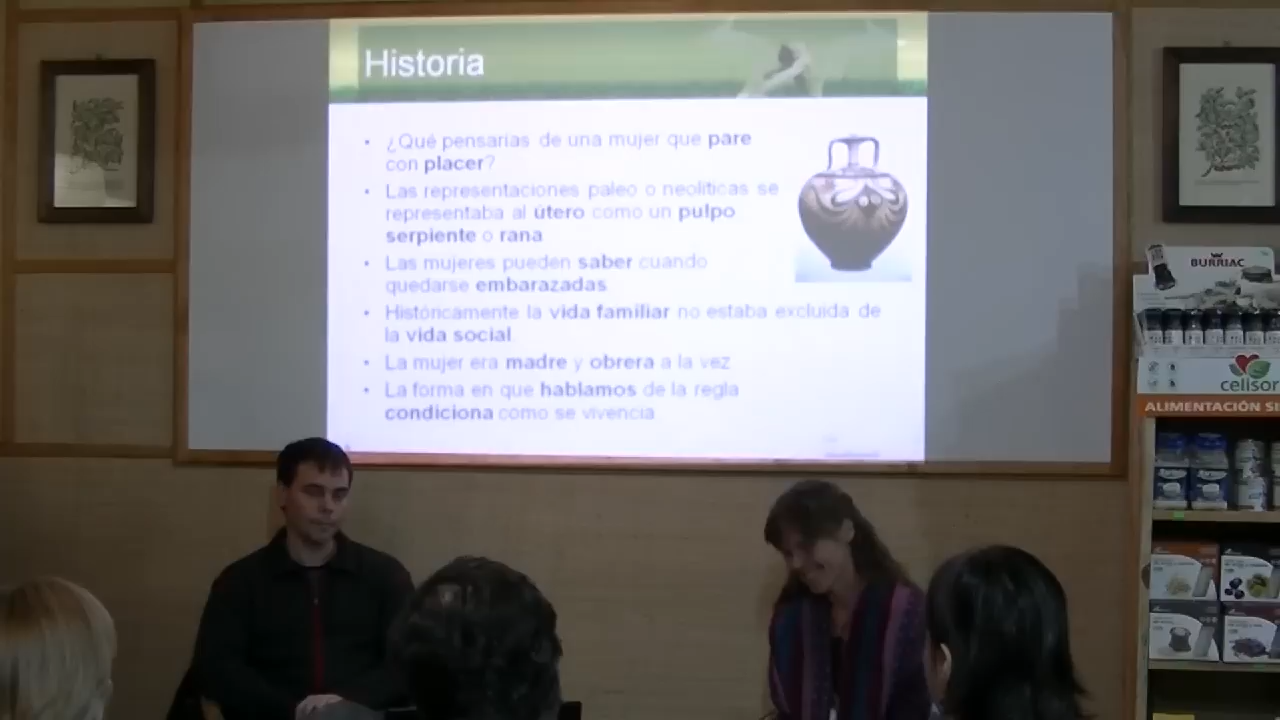 Historia
• ¿Qué pensarías de una mujer que pare
con placer?
• Las representaciones paleo o neolíticas se
representaba al útero como un pulpo
serpiente o rana
• Las mujeres pueden saber cuando
quedarse embarazadas
• Históricamente la vida familiar no estaba excluida de
la vida social
• La mujer era madre y obrera a la vez
• La forma en que hablamos de la regla
condiciona como se vivencia
BURRIAC
celisor
ALIMENTACIÓN SI